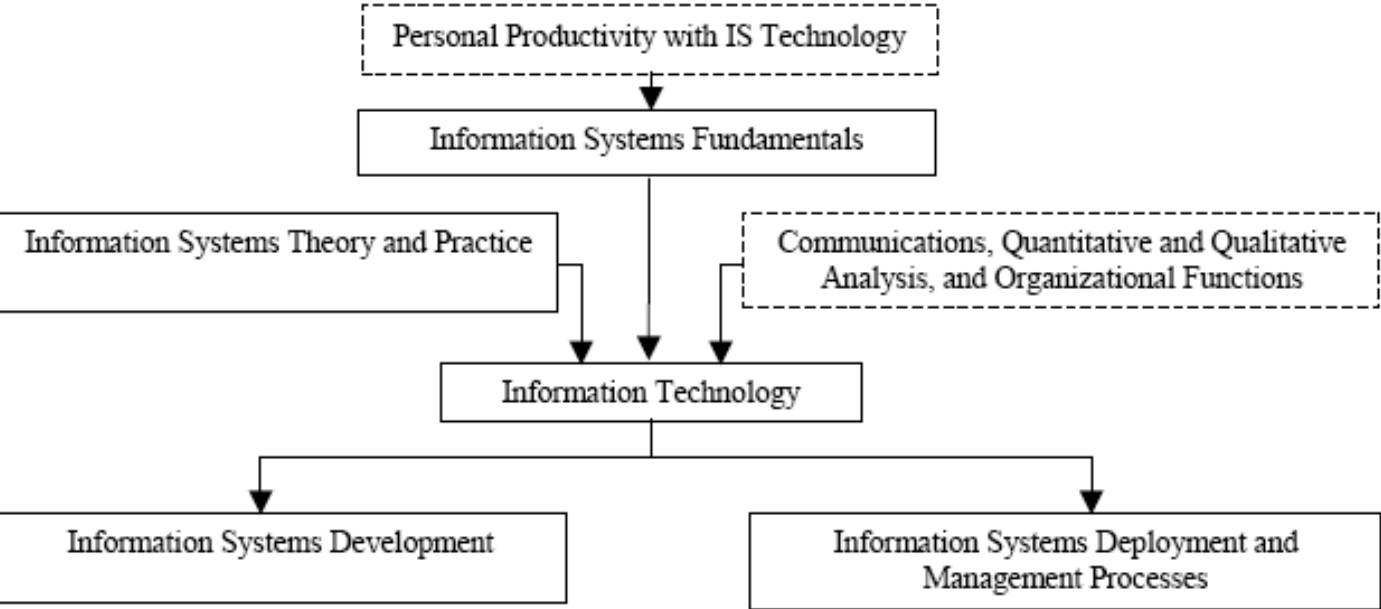 Personal Productivity with IS Technology
Information Systems Fundamentals
Information Systems Theory and Practice
Communications, Quantitative and Qualitative
Analysis, and Organizational Functions
Information Technology
Information Systems Development
Information Systems Deployment and
Management Processes